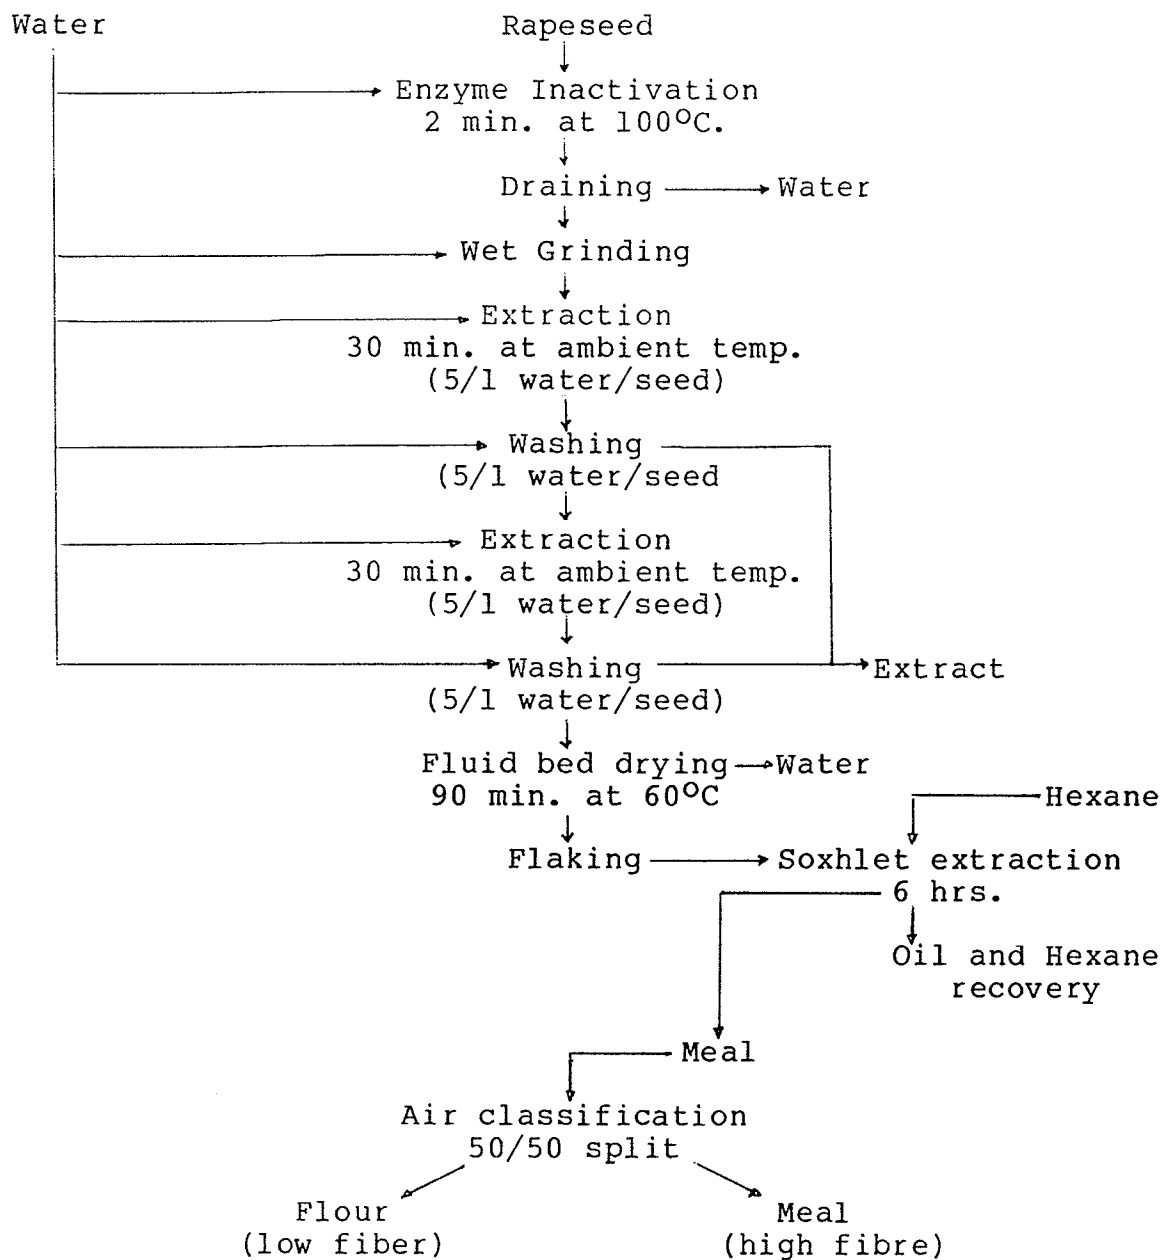 Water
Rapeseed
Enzyme Inactivation
2 min. at 100°C.
Draining
Water
Wet Grinding
Extraction
30 min. at ambient temp.
(5/1 water/seed)
Washing
(5/1 water/seed
Extraction
30 min. at ambient temp.
(5/1 water/seed)
Washing
Extract
(5/1 water/seed)
Fluid bed drying
Water
90 min. at 60°C
Hexane
Flaking
Soxhlet extraction
6 hrs.
Oil and Hexane
recovery
Meal
Air classification
50/50 split
Flour
(low fiber)
Meal
(high fibre)